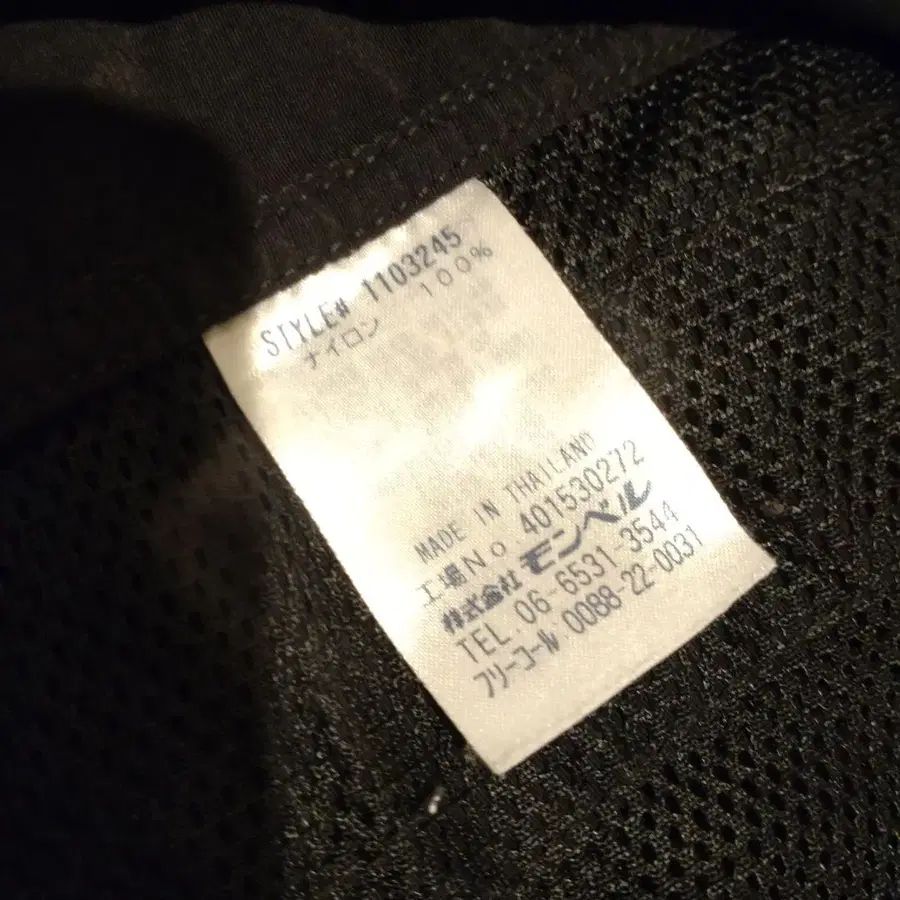 STYLE# 1103245
ナイロン 100%
MADE IN THAILAND
工場No 401530272
株式会社 モンベル
TEL. 06-6531-3544
フリーコール 0088-22-0031